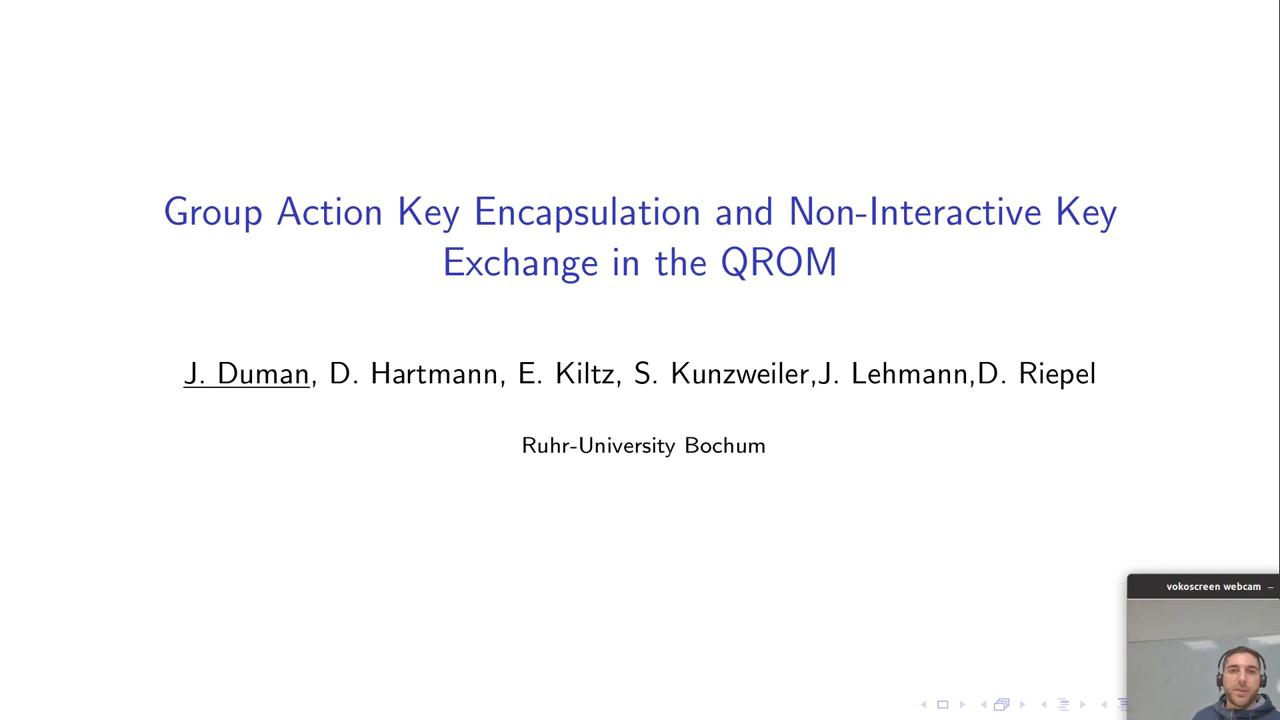 Group Action Key Encapsulation and Non-Interactive Key
Exchange in the QROM
J. Duman, D. Hartmann, E. Kiltz, S. Kunzweiler,J. Lehmann,D. Riepel
Ruhr-University Bochum
vokoscreen webcam